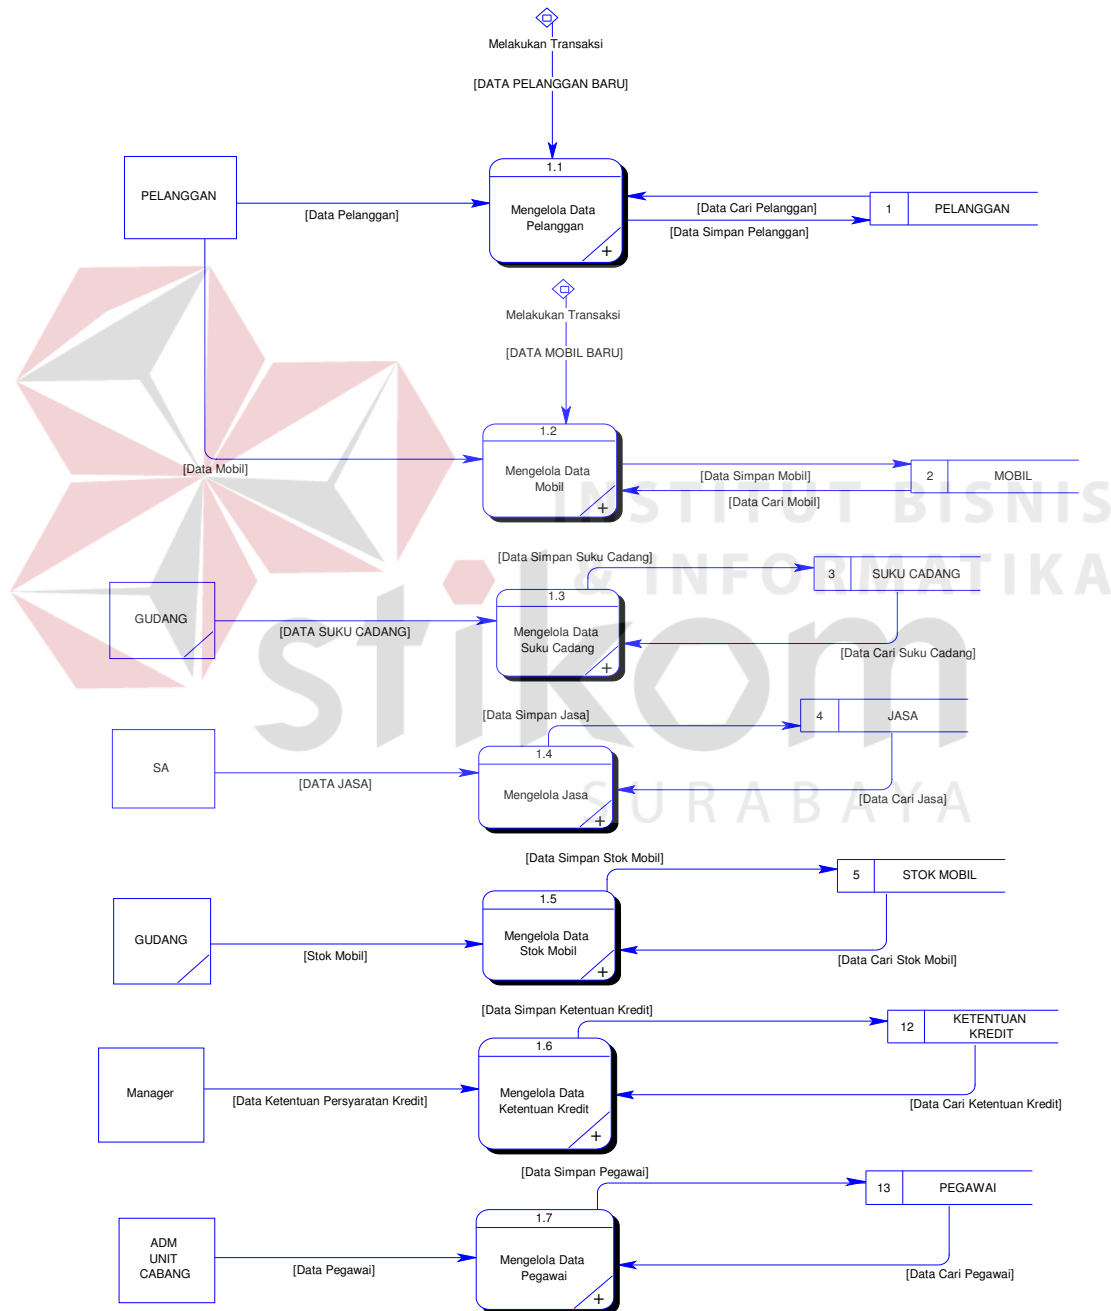 Melakukan Transaksi
[DATA PELANGGAN BARU]
PELANGGAN
[Data Pelanggan]
1.1
Mengelola Data
Pelanggan
+
[Data Cari Pelanggan]
[Data Simpan Pelanggan]
1
PELANGGAN
Melakukan Transaksi
[DATA MOBIL BARU]
[Data Mobil]
1.2
Mengelola Data
Mobil
+
[Data Simpan Mobil]
[Data Cari Mobil]
2
MOBIL
INSTITUT BISNIS
& INFORMATIKA
stikom
SURABAYA
GUDANG
[DATA SUKU CADANG]
1.3
Mengelola Data
Suku Cadang
+
[Data Simpan Suku Cadang]
3
SUKU CADANG
[Data Cari Suku Cadang]
SA
[DATA JASA]
1.4
Mengelola Jasa
+
[Data Simpan Jasa]
4
JASA
[Data Cari Jasa]
GUDANG
[Stok Mobil]
1.5
Mengelola Data
Stok Mobil
+
[Data Simpan Stok Mobil]
5
STOK MOBIL
[Data Cari Stok Mobil]
Manager
[Data Ketentuan Persyaratan Kredit]
1.6
Mengelola Data
Ketentuan Kredit
+
[Data Simpan Ketentuan Kredit]
12
KETENTUAN
KREDIT
[Data Cari Ketentuan Kredit]
ADM
UNIT
CABANG
[Data Pegawai]
1.7
Mengelola Data
Pegawai
+
[Data Simpan Pegawai]
13
PEGAWAI
[Data Cari Pegawai]